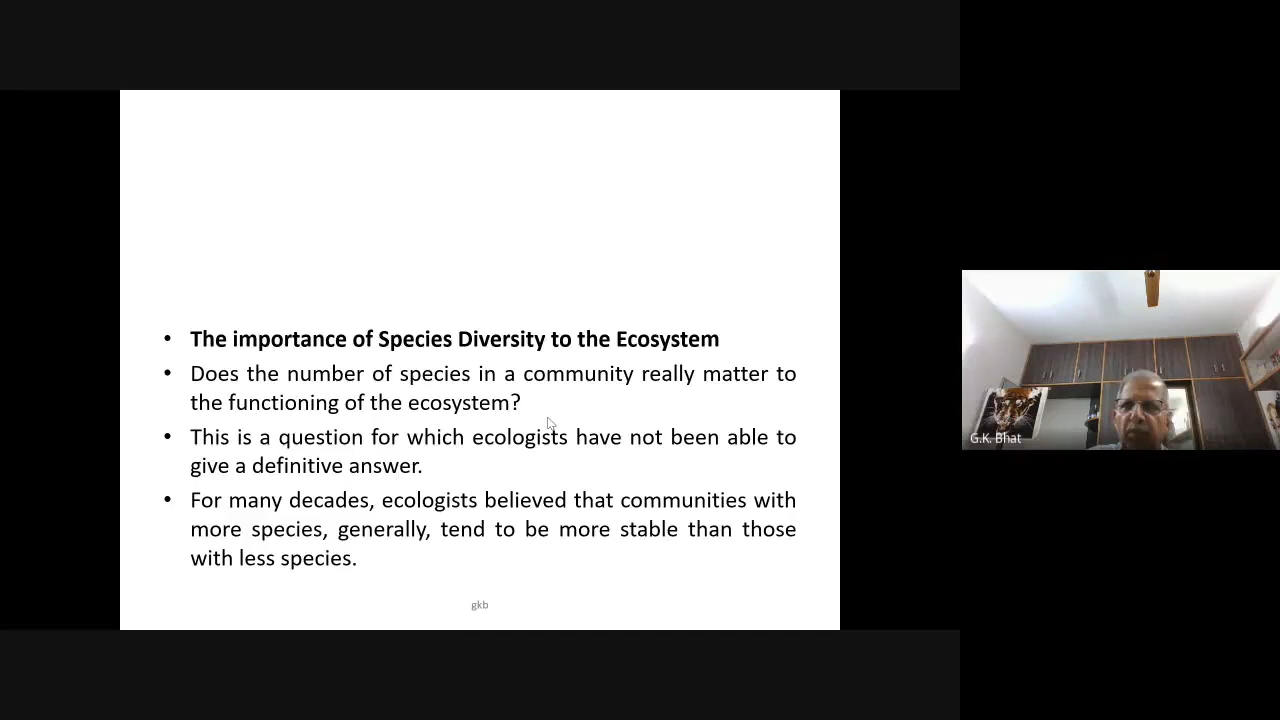 • The importance of Species Diversity to the Ecosystem
• Does the number of species in a community really matter to
the functioning of the ecosystem?
• This is a question for which ecologists have not been able to
give a definitive answer.
• For many decades, ecologists believed that communities with
more species, generally, tend to be more stable than those
with less species.
gkb
G.K. Bhat